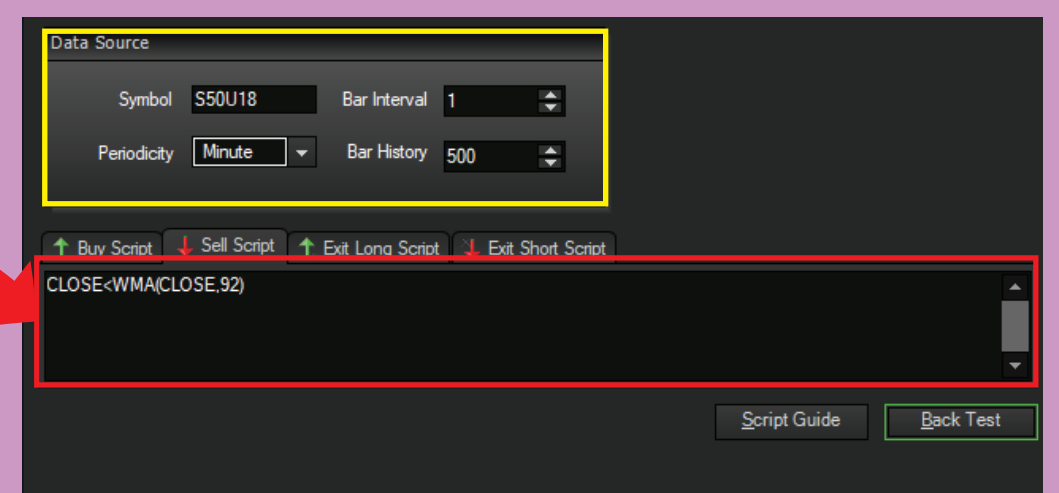 Data Source
Symbol S50U18 Bar Interval 1
Periodicity Minute Bar History 500
Buy Script Sell Script Exit Long Script Exit Short Script
CLOSE<WMA(CLOSE,92)
Script Guide Back Test